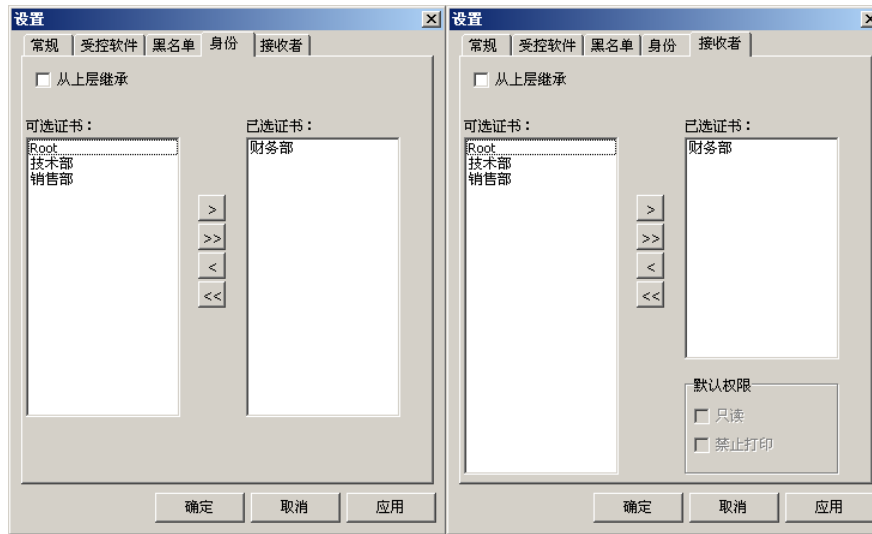 设置
常规 受控软件 黑名单 身份 接收者
从上层继承
可选证书：
已选证书：
Root
技术部
销售部
财务部
>
>>
<
<<
确定 取消 应用
设置
常规 受控软件 黑名单 身份 接收者
从上层继承
可选证书：
已选证书：
Root
技术部
销售部
财务部
>
>>
<
<<
默认权限
只读
禁止打印
确定 取消 应用